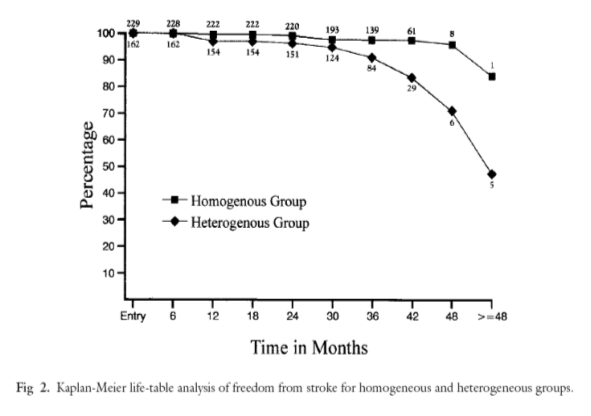 229 228 222 222 220 193 139 61 8 1
100
162 162 154 154 151 124 84 29 6 5
90
80
70
60
50
40
30
20
10
Percentage
Homogenous Group
Heterogenous Group
Entry 6 12 18 24 30 36 42 48 >=48
Time in Months
Fig 2. Kaplan-Meier life-table analysis of freedom from stroke for homogeneous and heterogeneous groups.